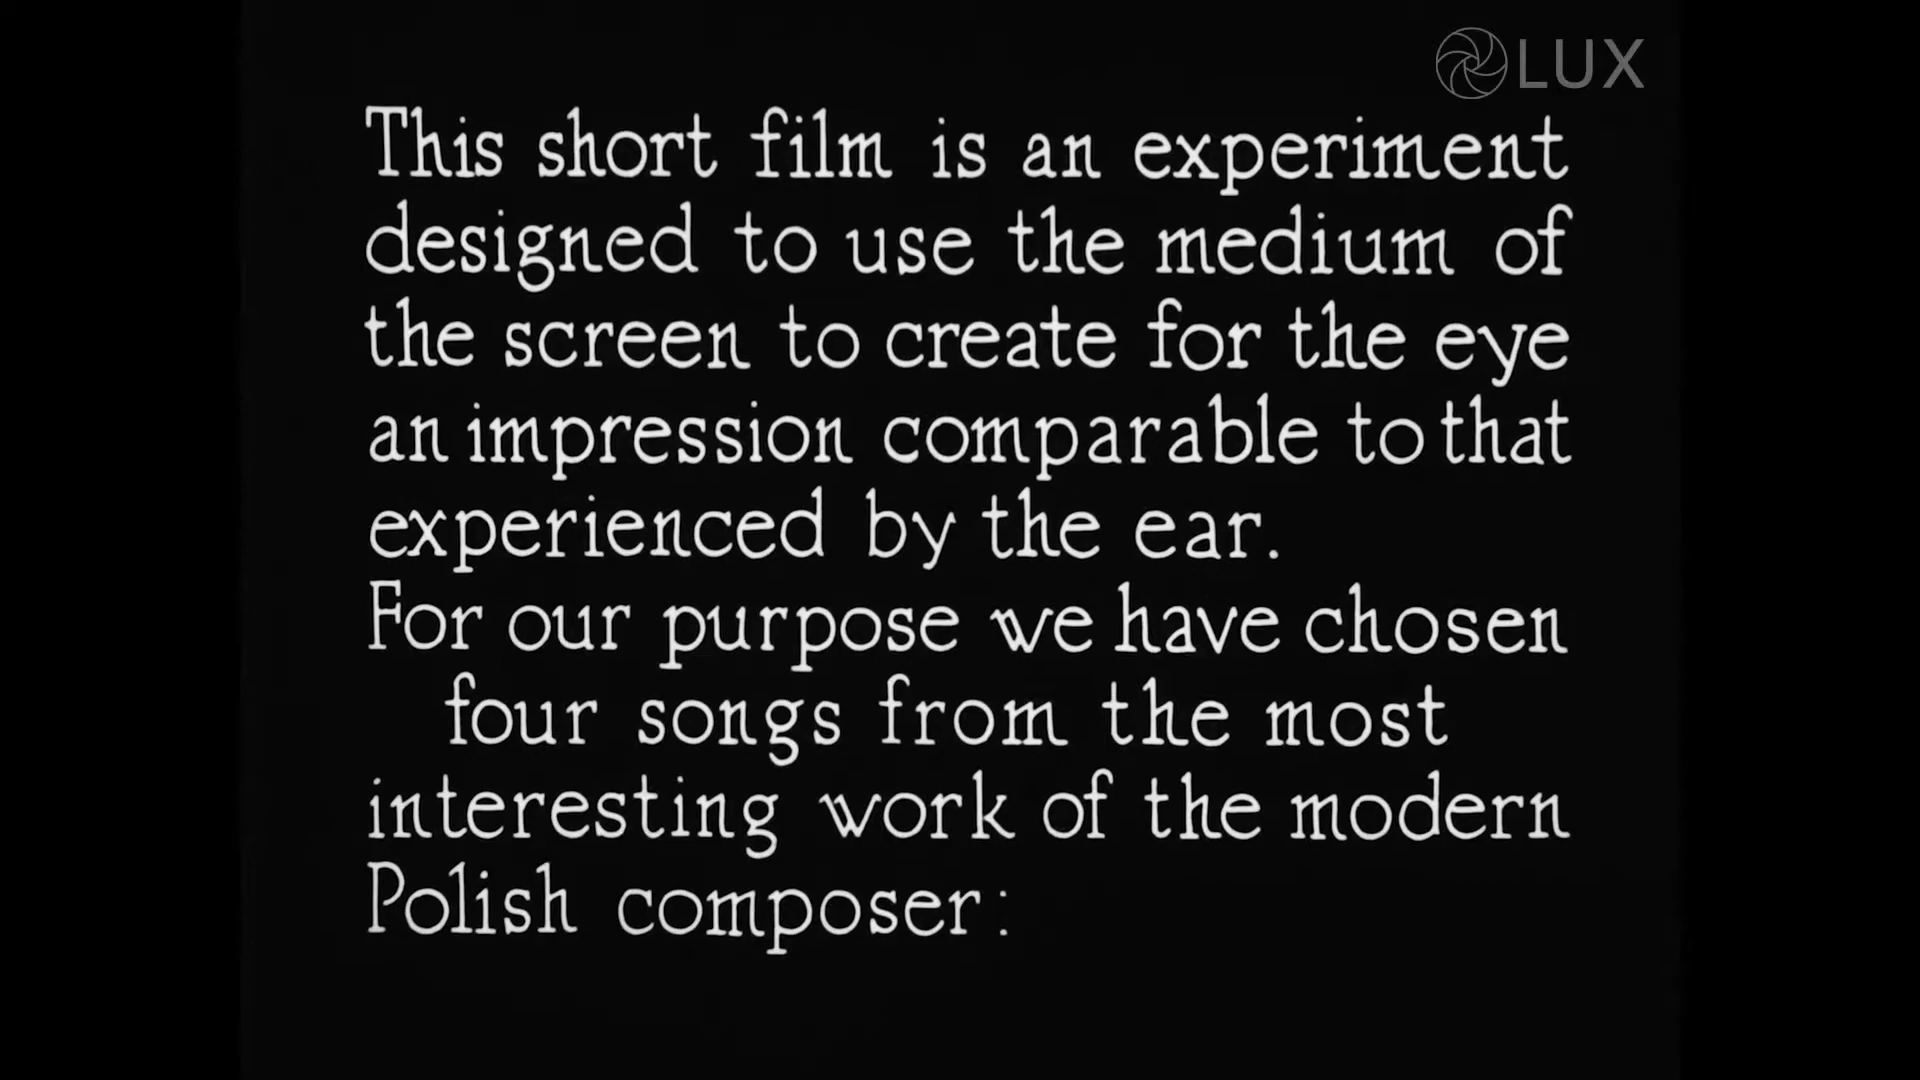 LUX
This short film is an experiment
designed to use the medium of
the screen to create for the eye
an impression comparable to that
experienced by the ear.
For our purpose we have chosen
four songs from the most
interesting work of the modern
Polish composer: